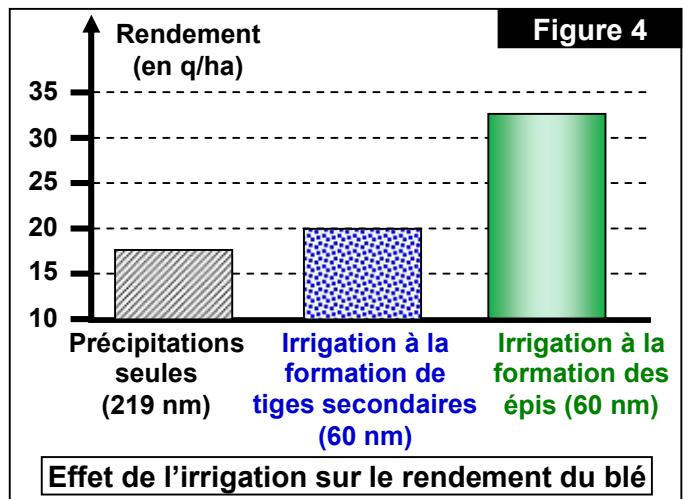 Figure 4
Rendement
(en q/ha)
35
30
25
20
15
10
Précipitations
seules
(219 nm)
Irrigation à la
formation de
tiges secondaires
(60 nm)
Irrigation à la
formation des
épis (60 nm)
Effet de l’irrigation sur le rendement du blé